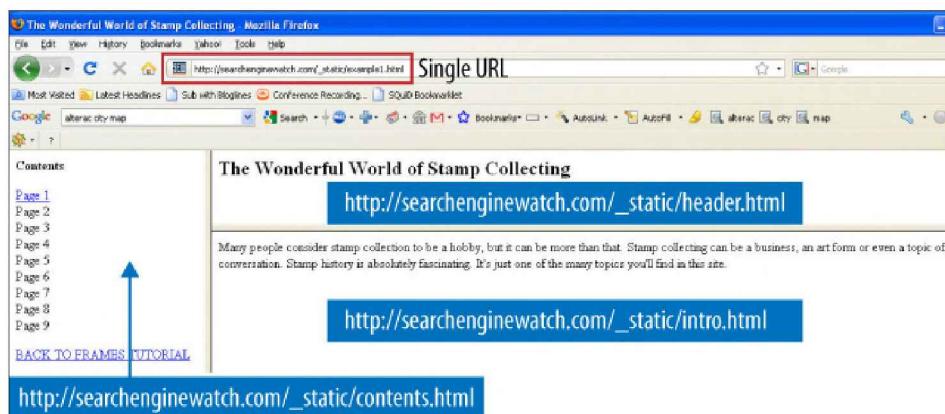 The Wonderful World of Stamp Collecting - Mozilla Firefox
File Edit View History Bookmarks Yahoo! Tools Help
http://searchenginewatch.com/_static/example1.html Single URL Google
Most Visited Latest Headlines Sub with Bloglines Conference Recording... SQuiD Bookmarklet
Google alterac city map Search Bookmarks AutoLink AutoFill alterac city map
Contents
Page 1
Page 2
Page 3
Page 4
Page 5
Page 6
Page 7
Page 8
Page 9
BACK TO FRAMES TUTORIAL
The Wonderful World of Stamp Collecting
http://searchenginewatch.com/_static/header.html
Many people consider stamp collection to be a hobby, but it can be more than that. Stamp collecting can be a business, an art form or even a topic of
conversation. Stamp history is absolutely fascinating. It's just one of the many topics you'll find in this site.
http://searchenginewatch.com/_static/intro.html
http://searchenginewatch.com/_static/contents.html